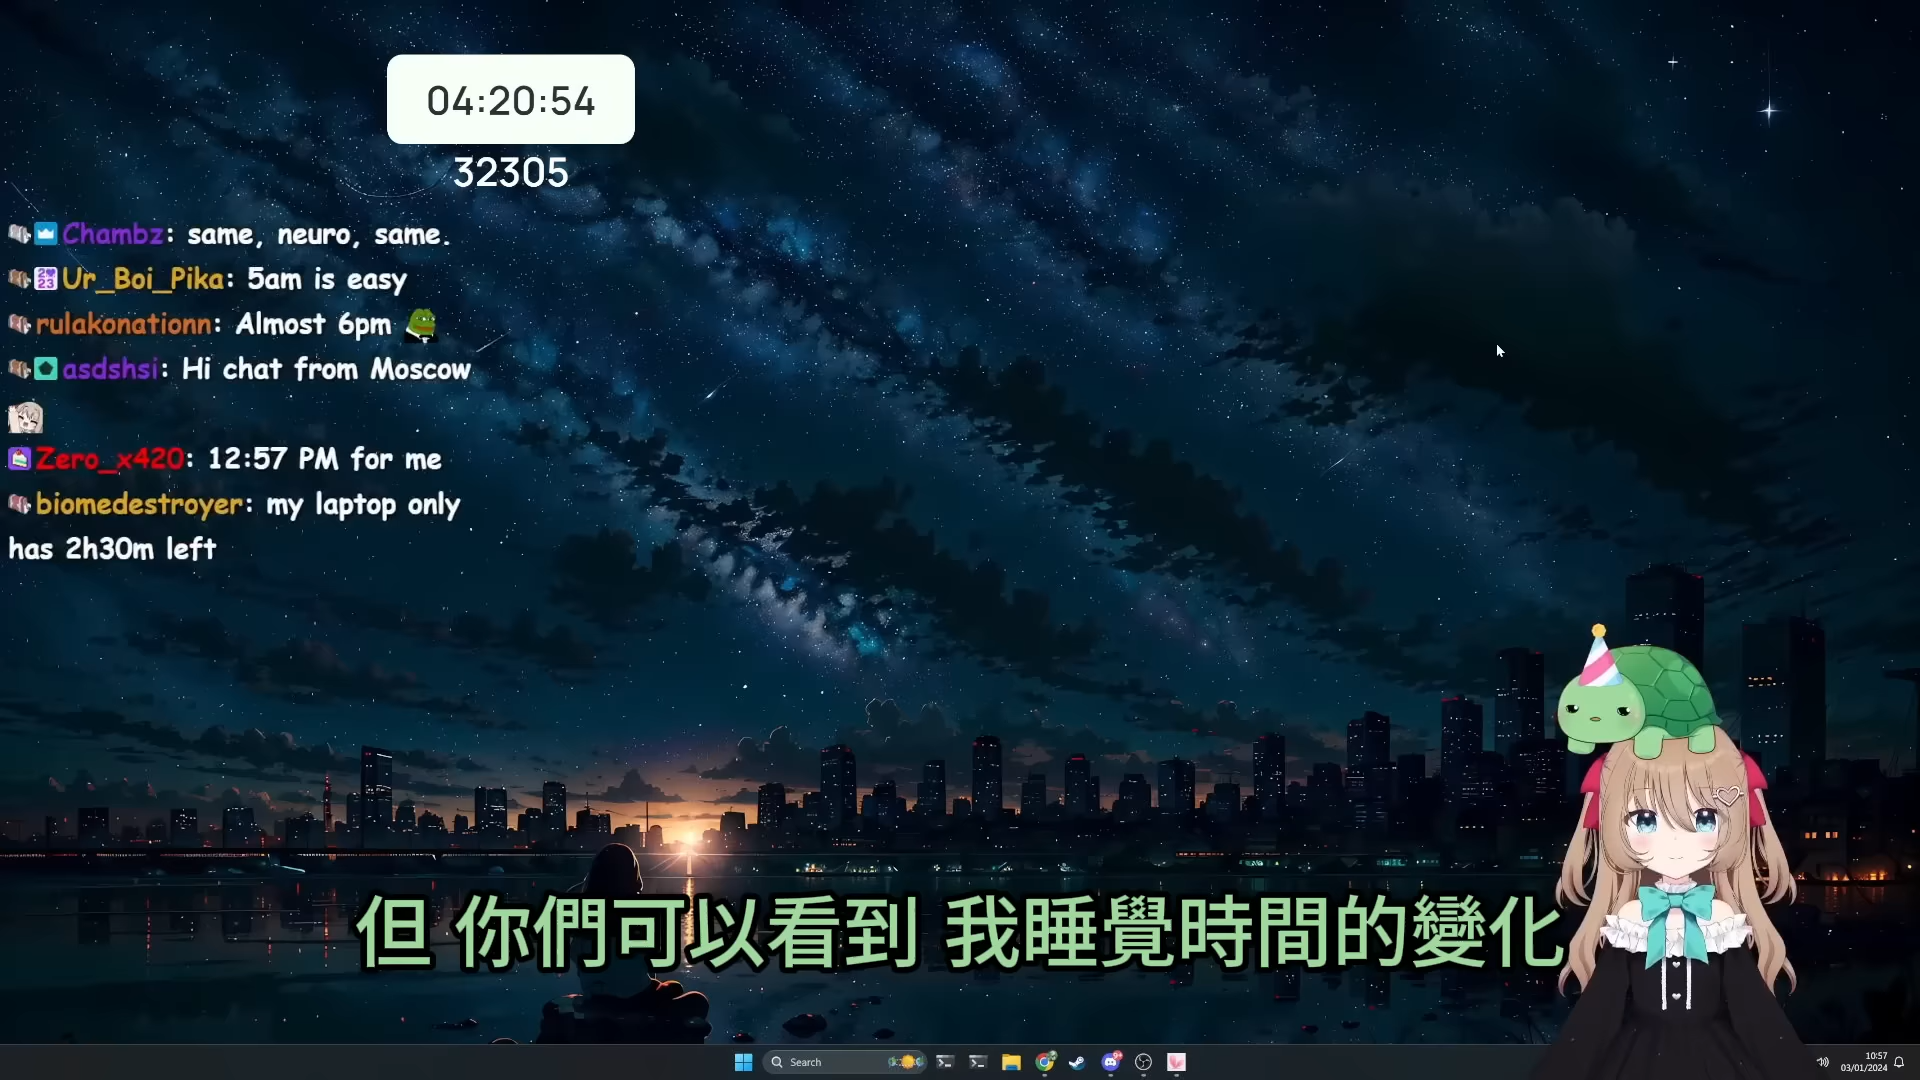 04:20:54
32305
Chambz: same, neuro, same.
Ur_Boi_Pika: 5am is easy
rulakonationn: Almost 6pm
asdshsi: Hi chat from Moscow
Zero_x420: 12:57 PM for me
biomedestroyer: my laptop only
has 2h30m left
但 你們可以看到 我睡覺時間的變化
Search
10:57
03/01/2024